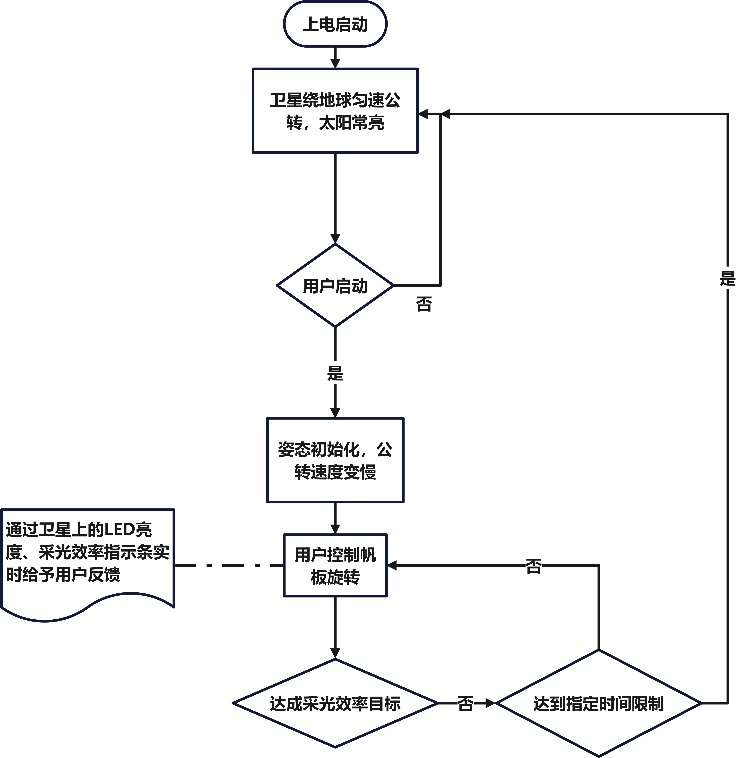 上电启动
卫星绕地球匀速公
转，太阳常亮
用户启动
否
是
是
姿态初始化，公
转速度变慢
通过卫星上的LED亮
度、采光效率指示条实
时给予用户反馈
用户控制帆
板旋转
否
达成采光效率目标
否
达到指定时间限制